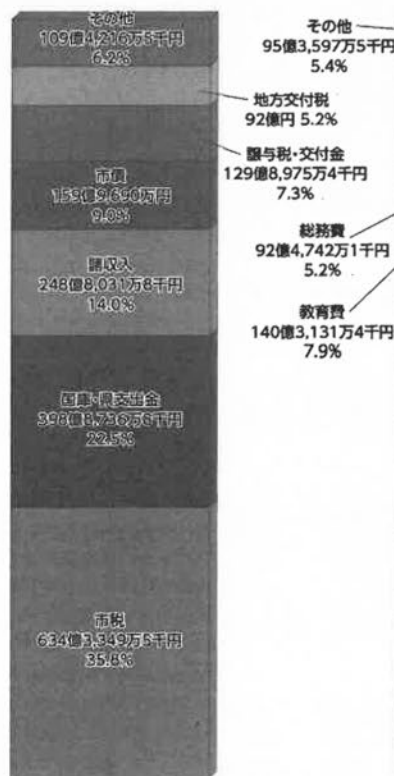 その他
109億4,216万5千円
6.2%
地方交付税
92億円 5.2%
譲与税・交付金
129億8,975万4千円
7.3%
市債
159億9,690万円
9.0%
諸収入
248億8,031万8千円
14.0%
国庫・県支出金
398億8,736万6千円
22.5%
市税
634億3,349万5千円
35.8%
その他
95億3,597万5千円
5.4%
総務費
92億4,742万1千円
5.2%
教育費
140億3,131万4千円
7.9%